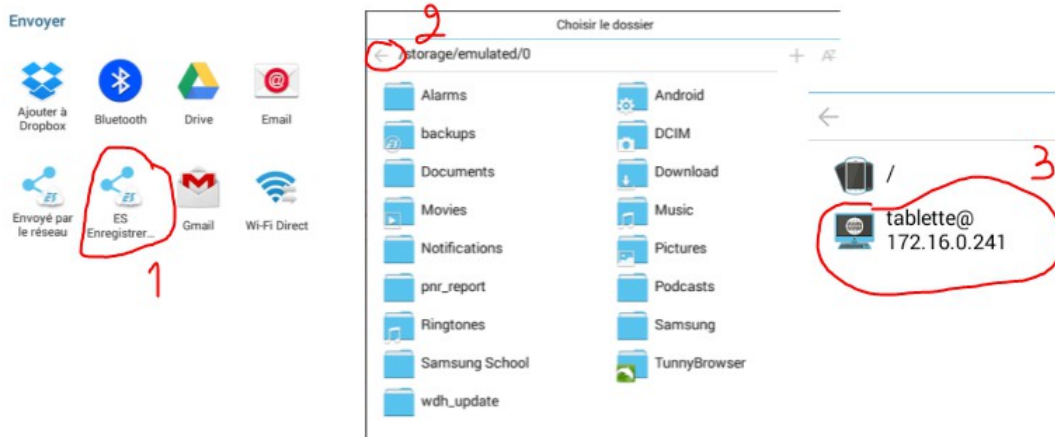 Envoyer
Ajouter à
Dropbox
Bluetooth
Drive
Email
Envoyé par
le réseau
ES
Enregistrer...
Gmail
Wi-Fi Direct
1
2
Choisir le dossier
/storage/emulated/0
Alarms
Android
backups
DCIM
Documents
Download
Movies
Music
Notifications
Pictures
pnr_report
Podcasts
Ringtones
Samsung
Samsung School
TunnyBrowser
wdh_update
3
/
tablette@
172.16.0.241